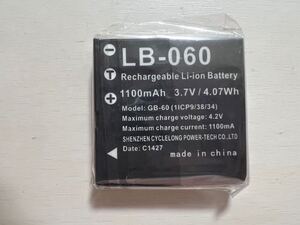 LB-060
Rechargeable Li-ion Battery
1100mAh 3.7V / 4.07Wh
Model: GB-60 (1ICP9/38/34)
Maximum charge voltage: 4.2V
Maximum charge current: 1100mA
SHENZHEN CYCLELONG POWER-TECH CO.,LTD
Date: C1427
made in china